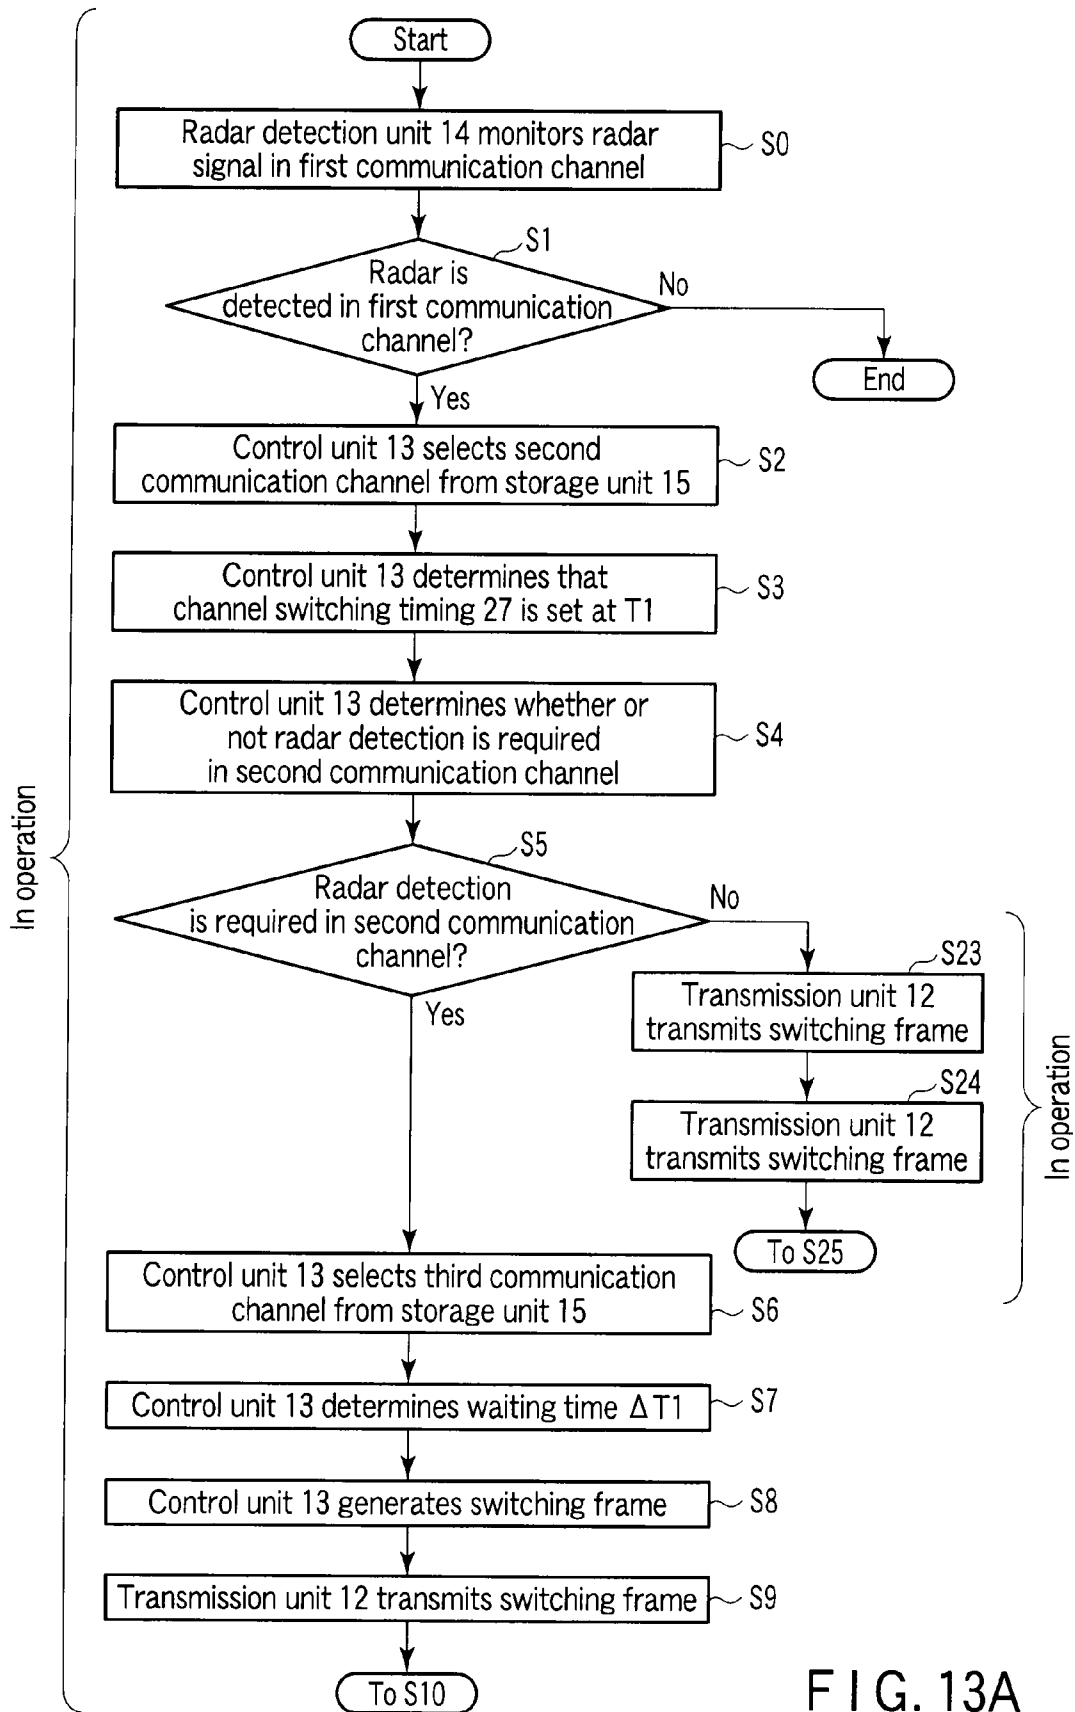 Start
Radar detection unit 14 monitors radar
signal in first communication channel
S0
S1
Radar is
detected in first communication
channel?
No
End
Yes
Control unit 13 selects second
communication channel from storage unit 15
S2
Control unit 13 determines that
channel switching timing 27 is set at T1
S3
Control unit 13 determines whether or
not radar detection is required
in second communication channel
S4
In operation
S5
Radar detection
is required in second communication
channel?
No
Yes
S23
Transmission unit 12
transmits switching frame
S24
Transmission unit 12
transmits switching frame
In operation
To S25
Control unit 13 selects third communication
channel from storage unit 15
S6
Control unit 13 determines waiting time ΔT1
S7
Control unit 13 generates switching frame
S8
Transmission unit 12 transmits switching frame
S9
To S10
FIG. 13A